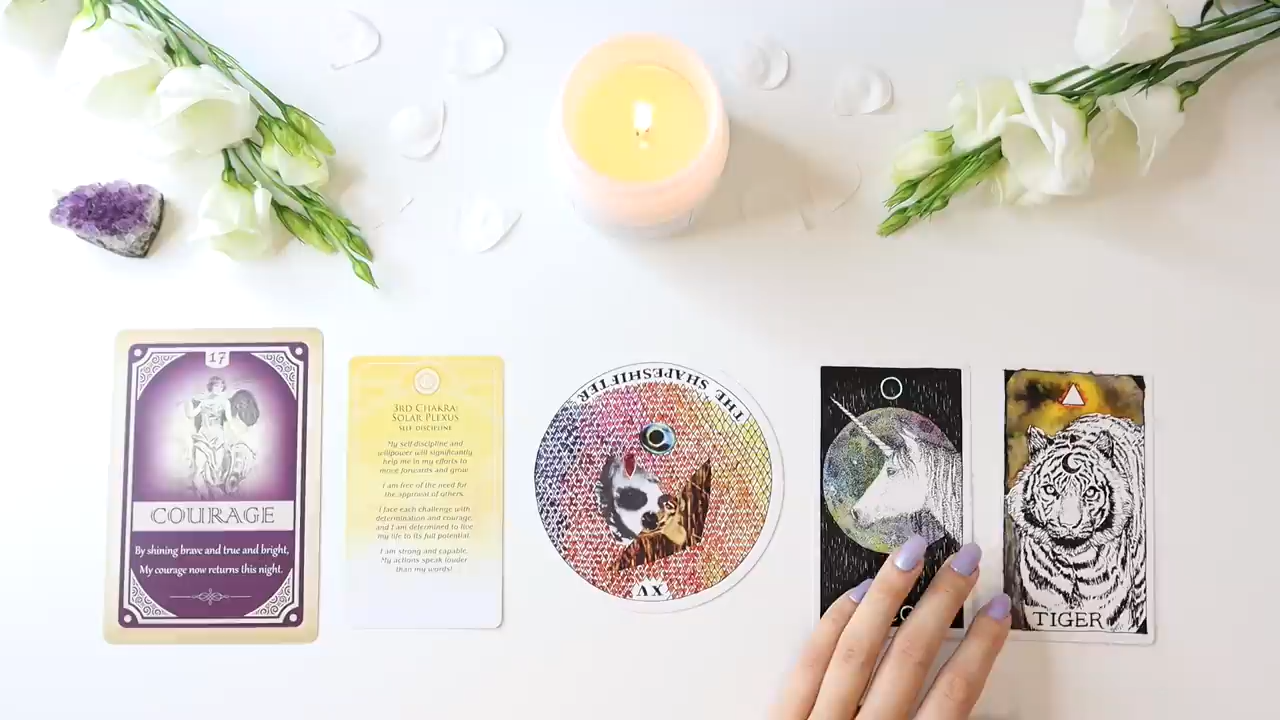 17
COURAGE
By shining brave and true and bright,
My courage now returns this night.
3RD CHAKRA:
SOLAR PLEXUS
SELF DISCIPLINE
My self-discipline and
willpower will significantly
help me in my efforts to
move forwards and grow.
I am free of the need for
the approval of others.
I face each challenge with
determination and courage,
and I am determined to live
my life to its full potential.
I am strong and capable.
My actions speak louder
than my words!
THE SHAPESHIFTER
XV
TIGER